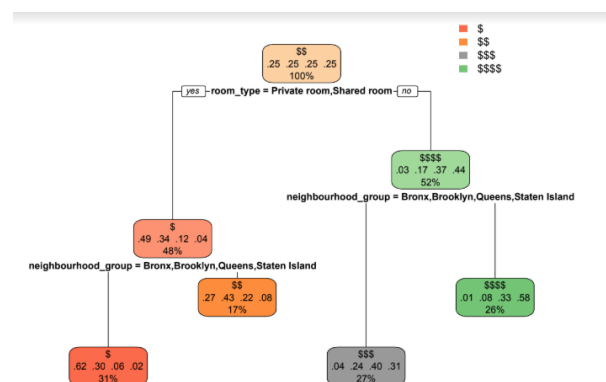 $
$$
$$$
$$$$
$$
.25 .25 .25 .25
100%
yes room_type = Private room,Shared room no
$$$$
.03 .17 .37 .44
52%
neighbourhood_group = Bronx,Brooklyn,Queens,Staten Island
$
.49 .34 .12 .04
48%
neighbourhood_group = Bronx,Brooklyn,Queens,Staten Island
$$
.27 .43 .22 .08
17%
$$$$
.01 .08 .33 .58
26%
$
.62 .30 .06 .02
31%
$$$
.04 .24 .40 .31
27%